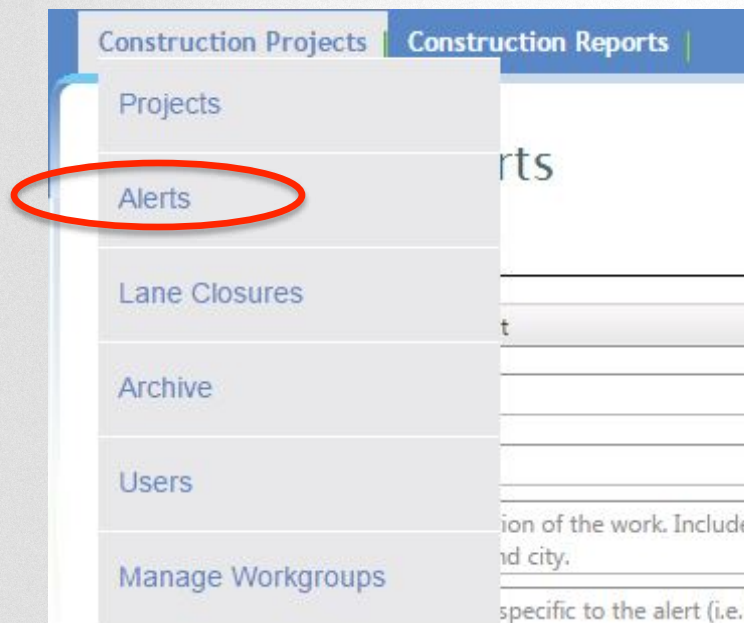 Construction Projects | Construction Reports |
Projects
rts
Alerts
Lane Closures
t
Archive
Users
ion of the work. Include
nd city.
Manage Workgroups
specific to the alert (i.e.